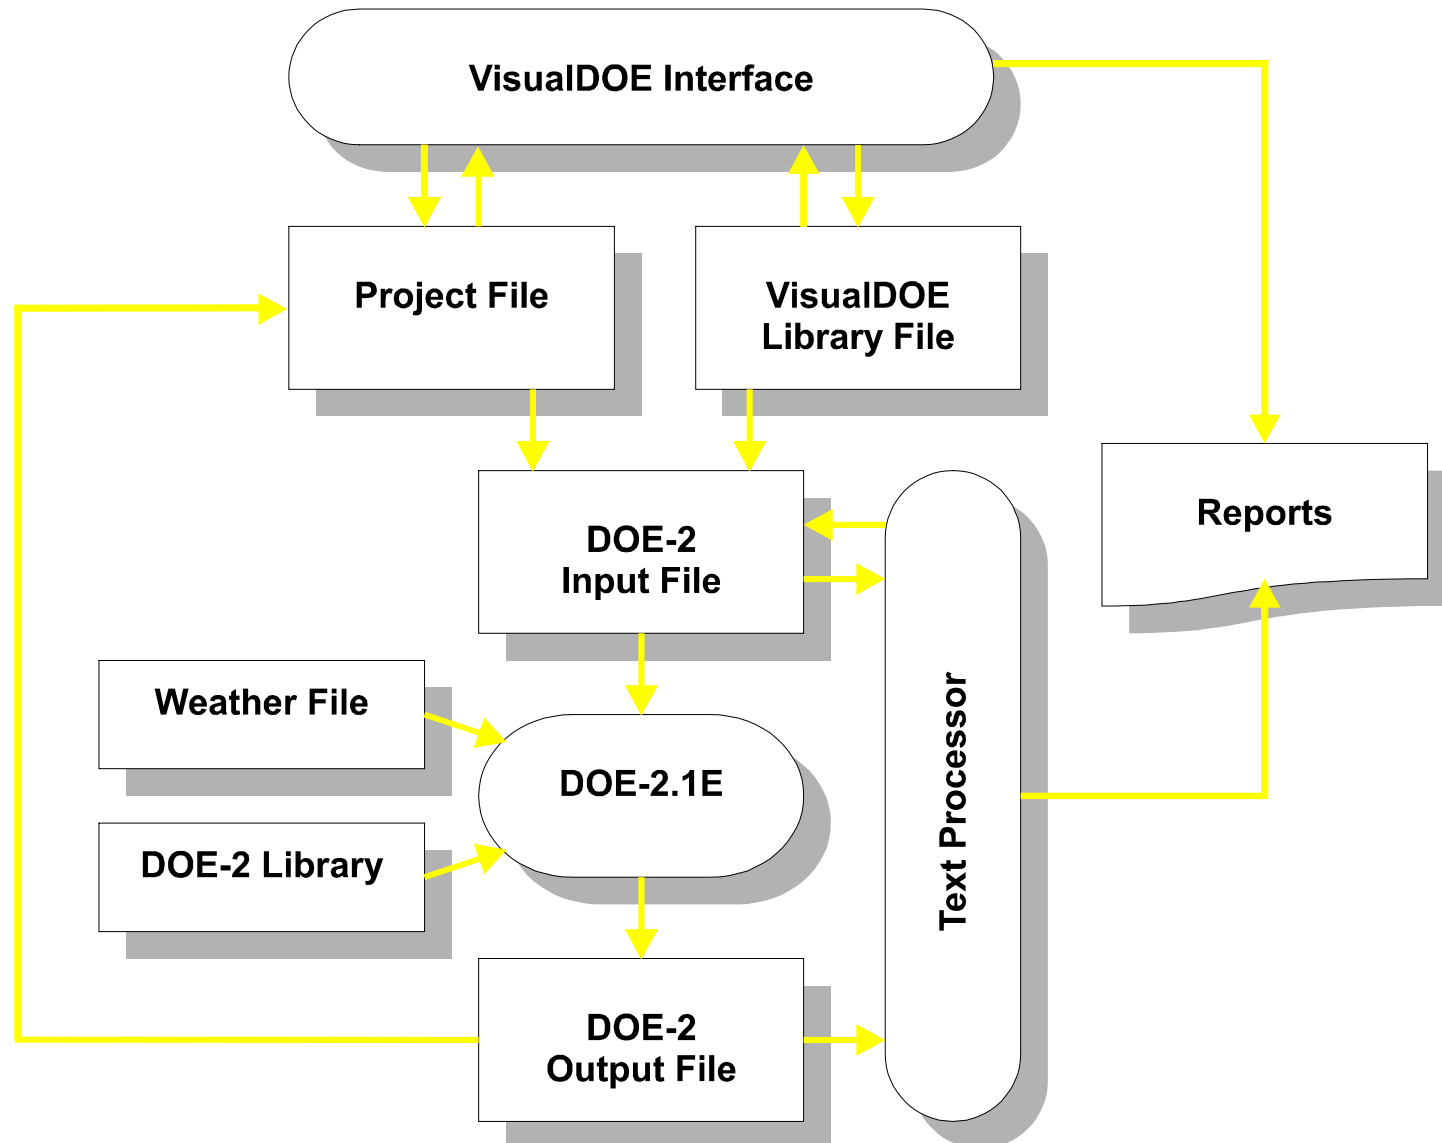 VisualDOE Interface
Project File
VisualDOE
Library File
Reports
DOE-2
Input File
Weather File
DOE-2.1E
Text Processor
DOE-2 Library
DOE-2
Output File